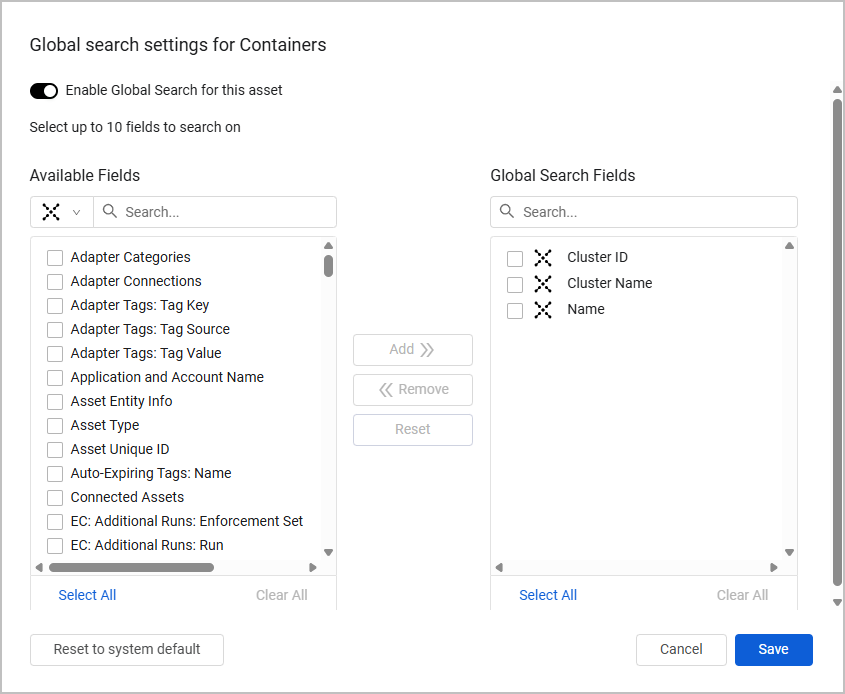 Global search settings for Containers
Enable Global Search for this asset
Select up to 10 fields to search on
Available Fields
Search...
Adapter Categories
Adapter Connections
Adapter Tags: Tag Key
Adapter Tags: Tag Source
Adapter Tags: Tag Value
Application and Account Name
Asset Entity Info
Asset Type
Asset Unique ID
Auto-Expiring Tags: Name
Connected Assets
EC: Additional Runs: Enforcement Set
EC: Additional Runs: Run
Select All
Clear All
Add
Remove
Reset
Global Search Fields
Search...
Cluster ID
Cluster Name
Name
Select All
Clear All
Reset to system default
Cancel
Save